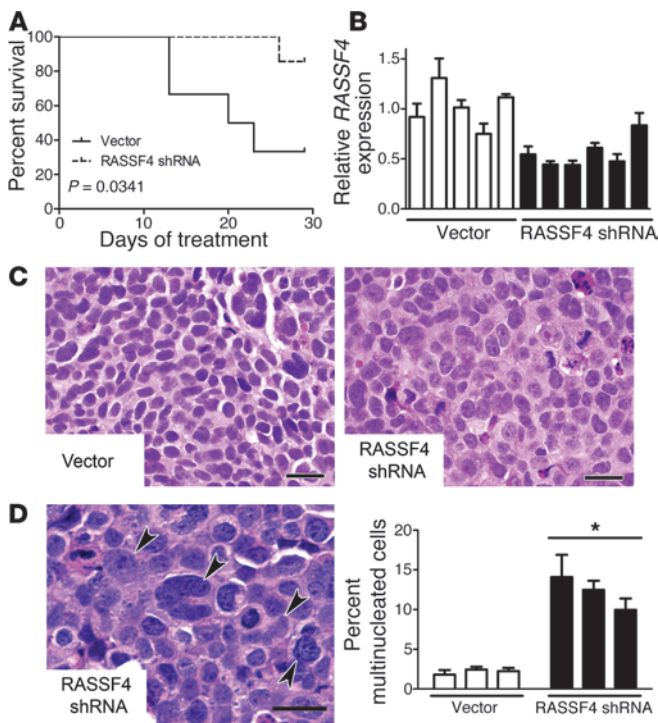 A
Percent survival
100
80
60
40
20
0
Vector
RASSF4 shRNA
P = 0.0341
0
10
20
30
Days of treatment
B
Relative RASSF4
expression
1.5
1.0
0.5
0
Vector
RASSF4 shRNA
C
Vector
RASSF4
shRNA
D
RASSF4
shRNA
Percent
multinucleated cells
20
15
10
5
0
*
Vector
RASSF4 shRNA